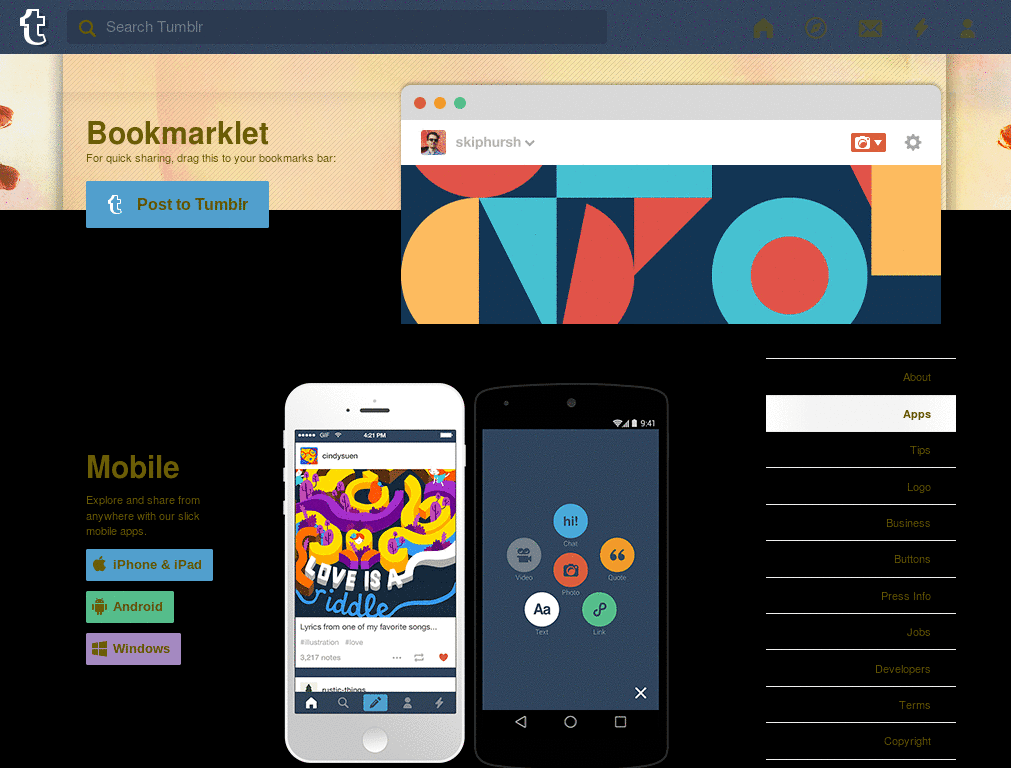 Search Tumblr
Bookmarklet
For quick sharing, drag this to your bookmarks bar:
Post to Tumblr
skiphursh
Mobile
Explore and share from
anywhere with our slick
mobile apps.
iPhone & iPad
Android
Windows
GIF 4:21 PM
cindysuen
LOVE IS A
riddle
Lyrics from one of my favorite songs...
#illustration #love
3,217 notes
rustic-things
9:41
hi!
Chat
Video
Quote
Photo
Aa
Text
Link
About
Apps
Tips
Logo
Business
Buttons
Press Info
Jobs
Developers
Terms
Copyright